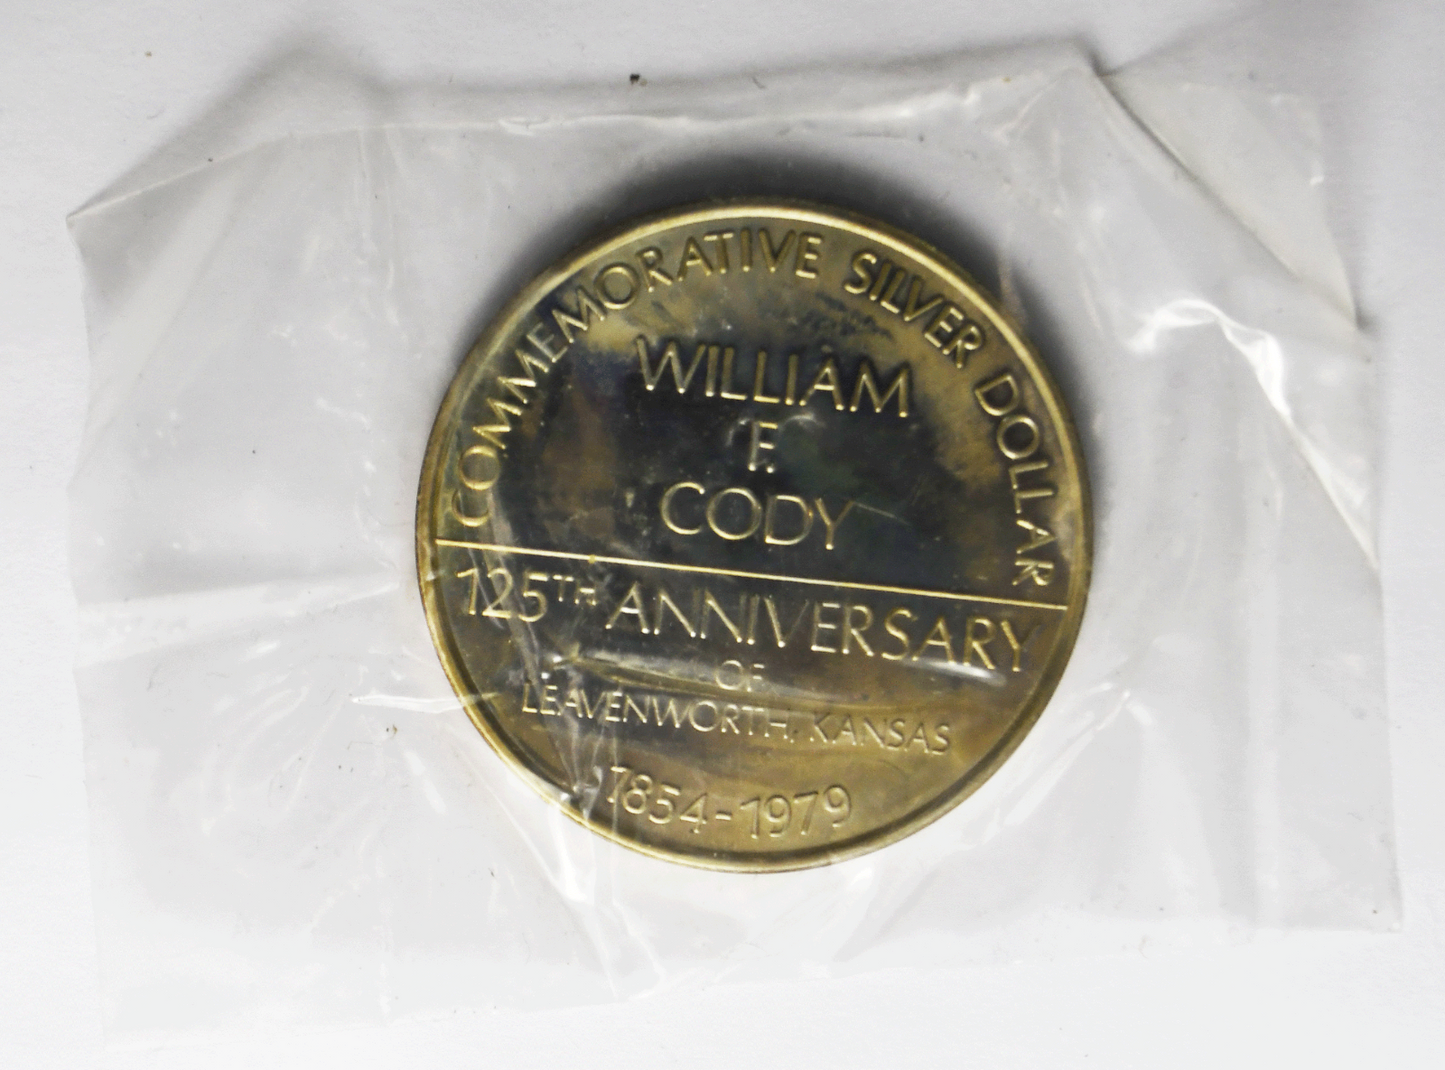 COMMEMORATIVE SILVER DOLLAR
WILLIAM
F.
CODY
125TH ANNIVERSARY
OF
LEAVENWORTH, KANSAS
1854-1979